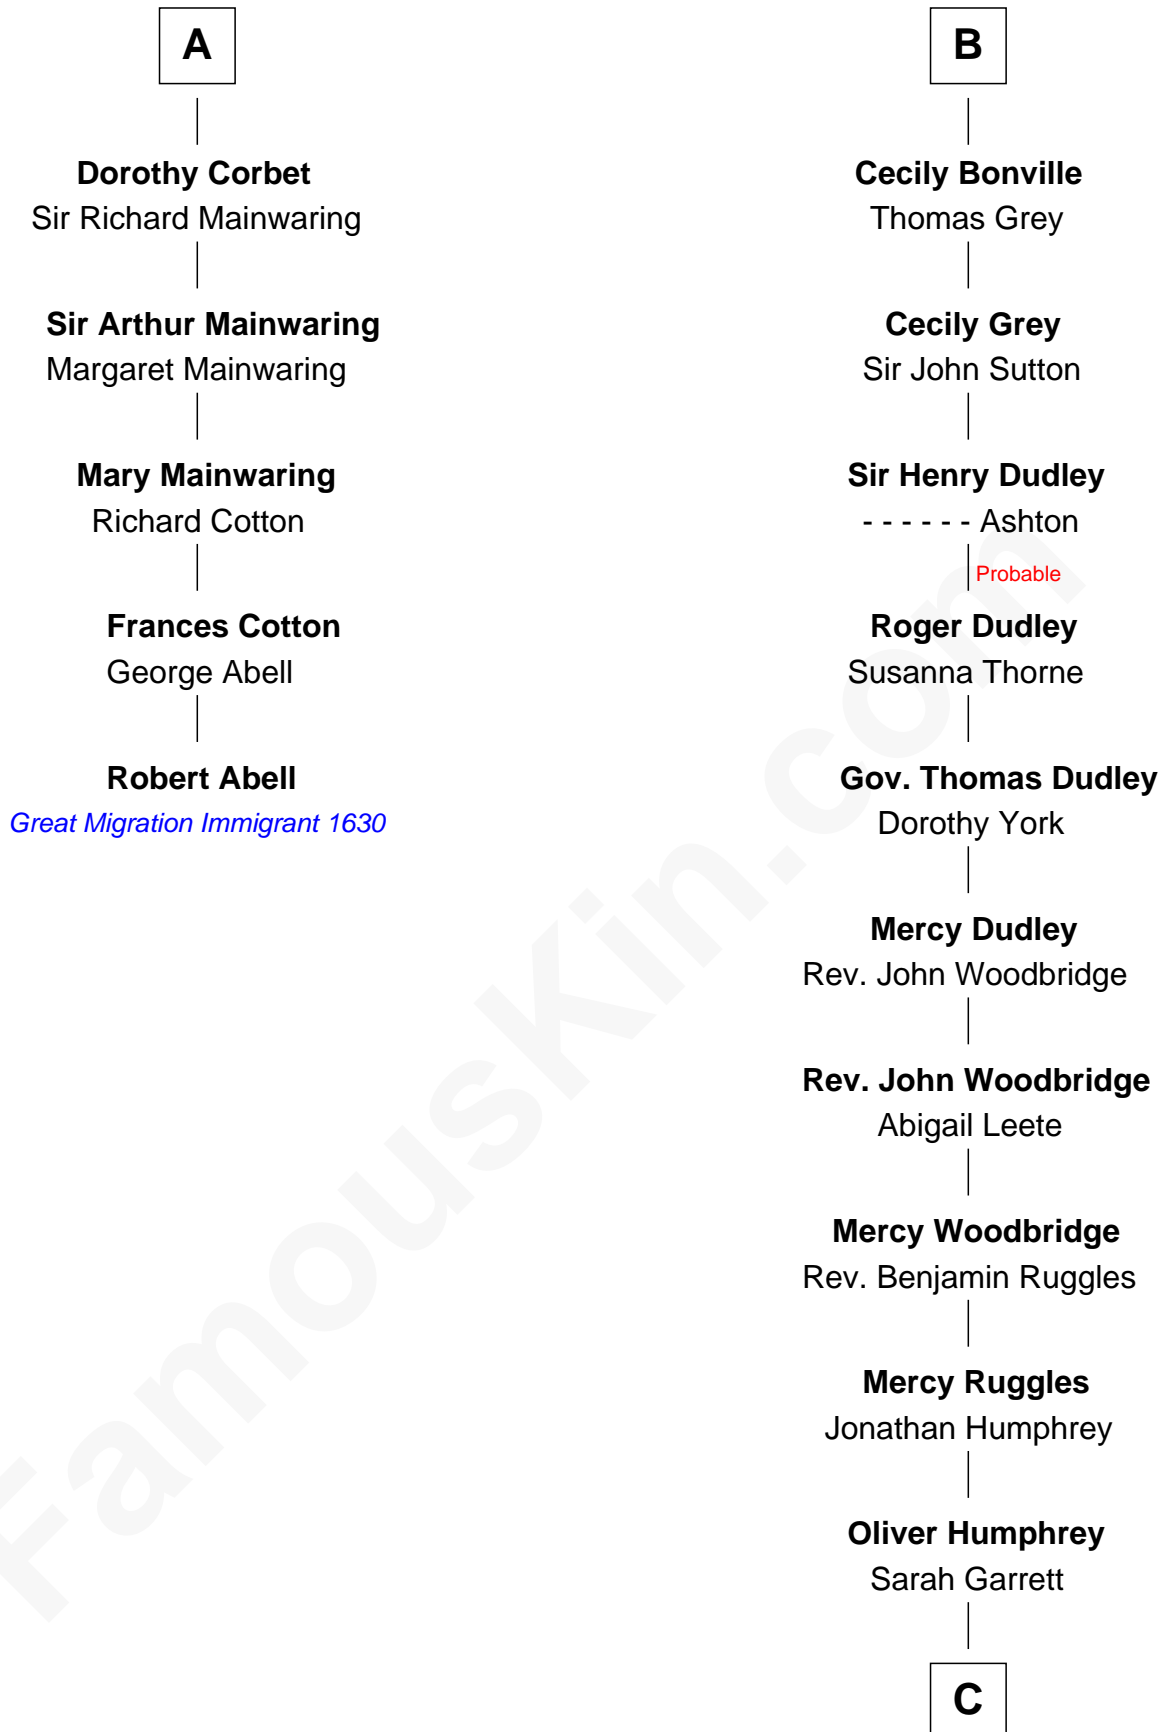 A
Dorothy Corbet
Sir Richard Mainwaring
Sir Arthur Mainwaring
Margaret Mainwaring
Mary Mainwaring
Richard Cotton
Frances Cotton
George Abell
Robert Abell
Great Migration Immigrant 1630
B
Cecily Bonville
Thomas Grey
Cecily Grey
Sir John Sutton
Sir Henry Dudley
- - - - - - Ashton
Probable
Roger Dudley
Susanna Thorne
Gov. Thomas Dudley
Dorothy York
Mercy Dudley
Rev. John Woodbridge
Rev. John Woodbridge
Abigail Leete
Mercy Woodbridge
Rev. Benjamin Ruggles
Mercy Ruggles
Jonathan Humphrey
Oliver Humphrey
Sarah Garrett
C
FamousKin.com